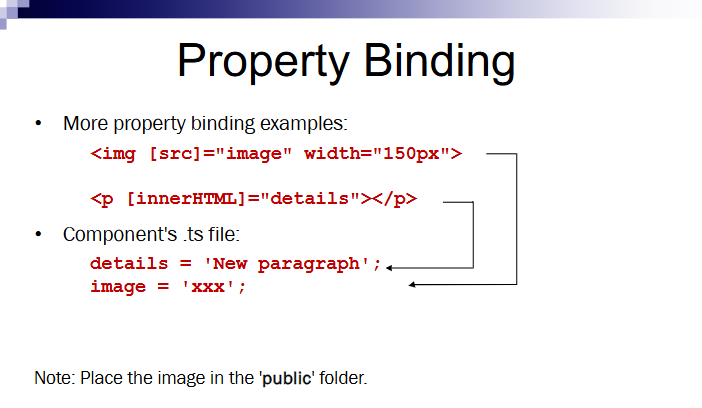 Property Binding
• More property binding examples:
<img [src]="image" width="150px">
<p [innerHTML]="details"></p>
• Component's .ts file:
details = 'New paragraph';
image = 'xxx';
Note: Place the image in the 'public' folder.